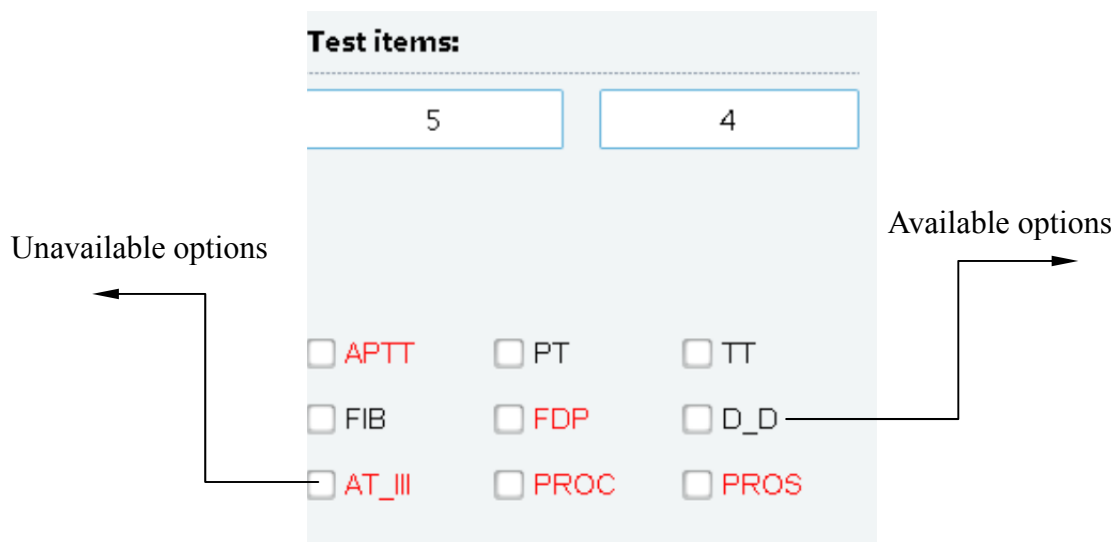 Test items:
5 4
Available options
Unavailable options
APTT PT TT
FIB FDP D_D
AT_III PROC PROS